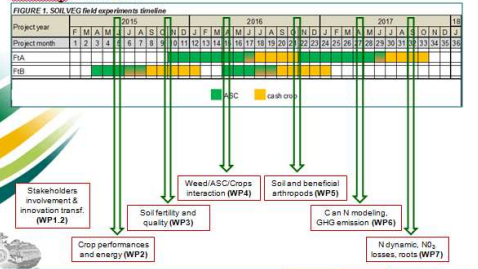 FIGURE 1. SOILVEG field experiments timeline
Project year 2015 2016 2017 18
F M A M J J A S O N D J F M A M J J A S O N D J F M A M J J A S O N D J
Project month 1 2 3 4 5 6 7 8 9 10 11 12 13 14 15 16 17 18 19 20 21 22 23 24 25 26 27 28 29 30 31 32 33 34 35 36
FtA
FtB
ASC cash crop
Stakeholders
involvement &
innovation transf.
(WP1.2)
Crop performances
and energy (WP2)
Soil fertility and
quality (WP3)
Weed/ASC/Crops
interaction (WP4)
Soil and beneficial
arthropods (WP5)
C an N modeling,
GHG emission (WP6)
N dynamic, N03
losses, roots (WP7)